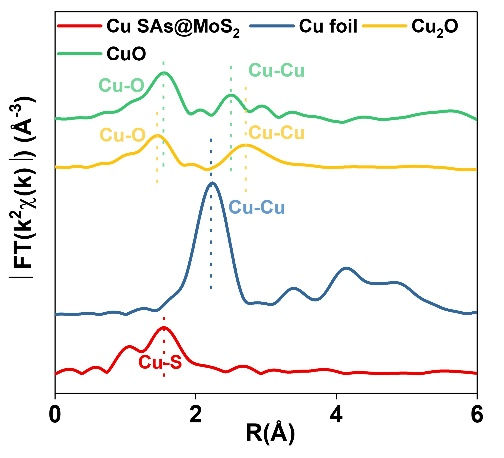 Cu SAs@MoS₂ Cu foil Cu₂O
CuO
Cu-O Cu-Cu
Cu-O Cu-Cu
Cu-Cu
Cu-S
| FT(k²χ(k) |) (Å⁻³)
0 2 4 6
R(Å)